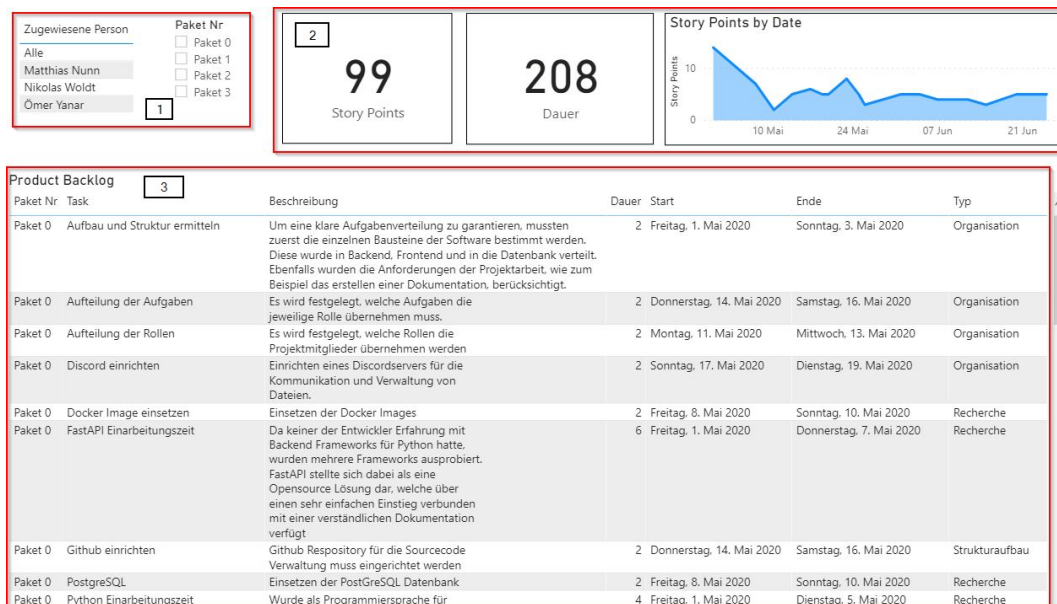 Zugewiesene Person
Alle
Matthias Nunn
Nikolas Woldt
Ömer Yanar
Paket Nr
Paket 0
Paket 1
Paket 2
Paket 3
1
2
99
Story Points
208
Dauer
Story Points by Date
Story Points
10
0
10 Mai 24 Mai 07 Jun 21 Jun
Product Backlog
3
Paket Nr Task Beschreibung Dauer Start Ende Typ
Paket 0 Aufbau und Struktur ermitteln Um eine klare Aufgabenverteilung zu garantieren, mussten 2 Freitag, 1. Mai 2020 Sonntag, 3. Mai 2020 Organisation
zuerst die einzelnen Bausteine der Software bestimmt werden.
Diese wurde in Backend, Frontend und in die Datenbank verteilt.
Ebenfalls wurden die Anforderungen der Projektarbeit, wie zum
Beispiel das erstellen einer Dokumentation, berücksichtigt.
Paket 0 Aufteilung der Aufgaben Es wird festgelegt, welche Aufgaben die 2 Donnerstag, 14. Mai 2020 Samstag, 16. Mai 2020 Organisation
jeweilige Rolle übernehmen muss.
Paket 0 Aufteilung der Rollen Es wird festgelegt, welche Rollen die 2 Montag, 11. Mai 2020 Mittwoch, 13. Mai 2020 Organisation
Projektmitglieder übernehmen werden
Paket 0 Discord einrichten Einrichten eines Discordservers für die 2 Sonntag, 17. Mai 2020 Dienstag, 19. Mai 2020 Organisation
Kommunikation und Verwaltung von
Dateien.
Paket 0 Docker Image einsetzen Einsetzen der Docker Images 2 Freitag, 8. Mai 2020 Sonntag, 10. Mai 2020 Recherche
Paket 0 FastAPI Einarbeitungszeit Da keiner der Entwickler Erfahrung mit 6 Freitag, 1. Mai 2020 Donnerstag, 7. Mai 2020 Recherche
Backend Frameworks für Python hatte,
wurden mehrere Frameworks ausprobiert.
FastAPI stellte sich dabei als eine
Opensource Lösung dar, welche über
einen sehr einfachen Einstieg verbunden
mit einer verständlichen Dokumentation
verfügt
Paket 0 Github einrichten Github Respository für die Sourcecode 2 Donnerstag, 14. Mai 2020 Samstag, 16. Mai 2020 Strukturaufbau
Verwaltung muss eingerichtet werden
Paket 0 PostgreSQL Einsetzen der PostGreSQL Datenbank 2 Freitag, 8. Mai 2020 Sonntag, 10. Mai 2020 Recherche
Paket 0 Python Einarbeitungszeit Wurde als Programmiersprache für 4 Freitag, 1. Mai 2020 Dienstag, 5. Mai 2020 Recherche